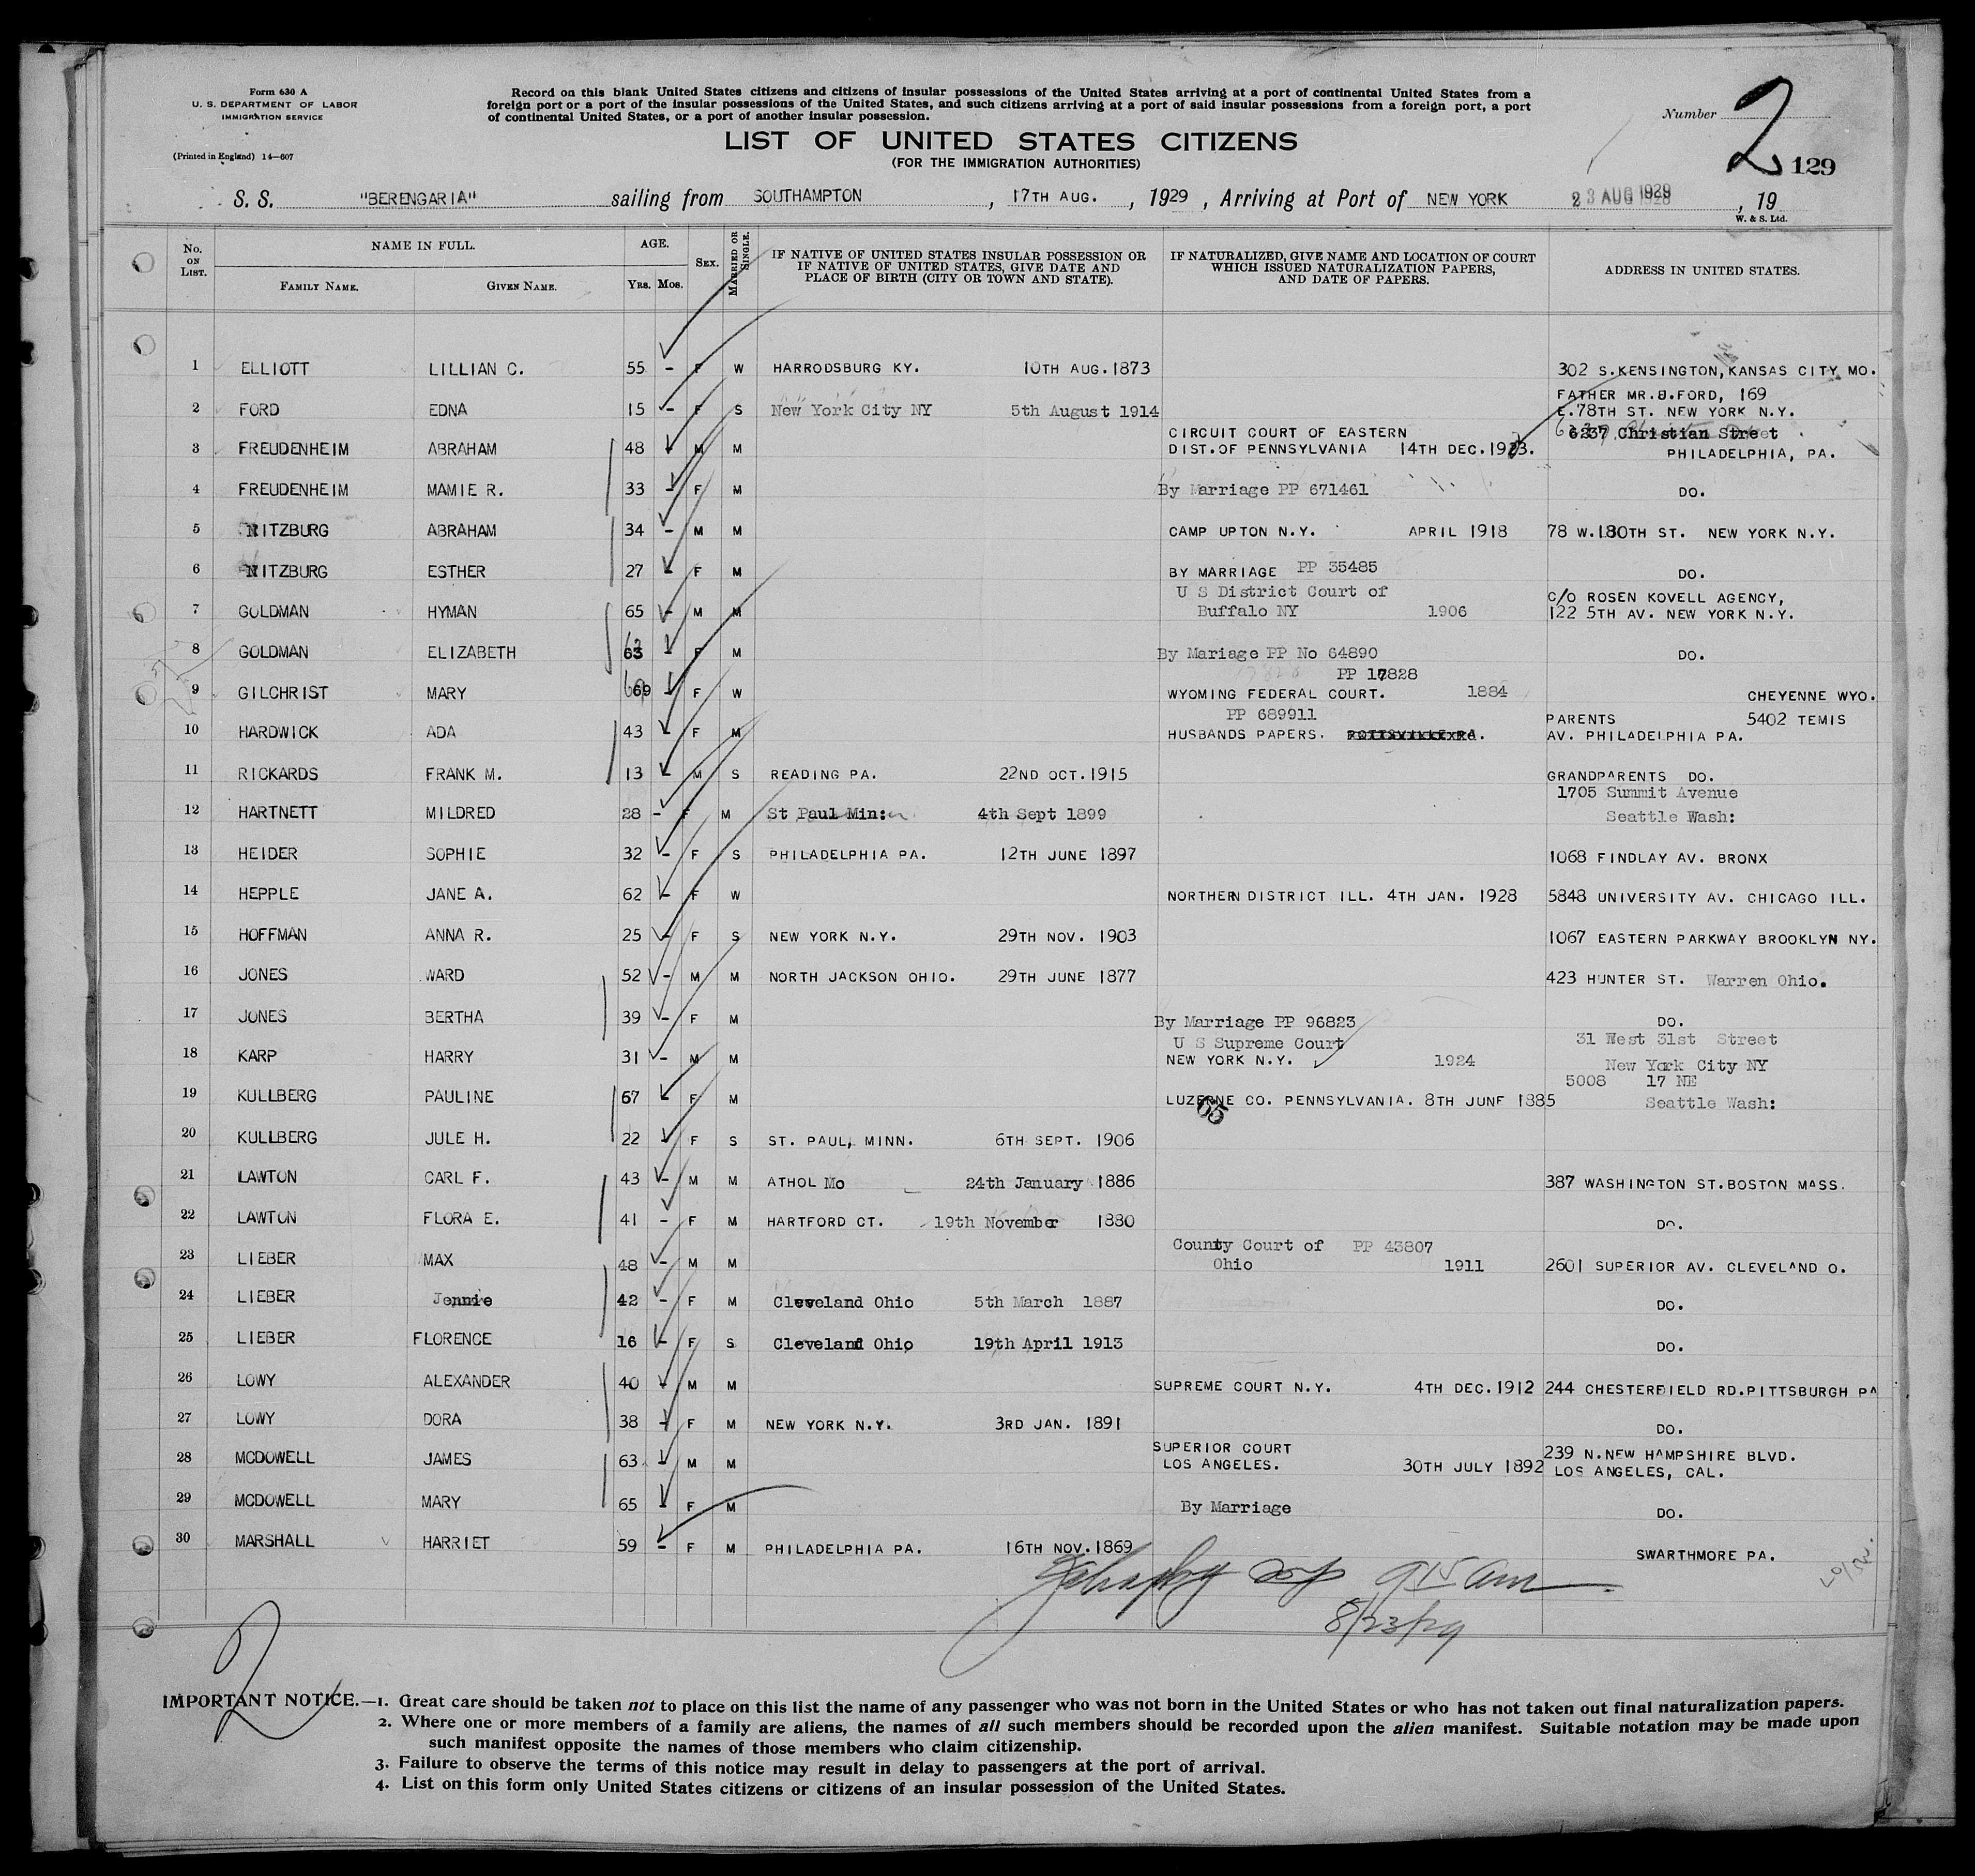 Form 630 A
U. S. DEPARTMENT OF LABOR
IMMIGRATION SERVICE
(Printed in England) 14—607
Record on this blank United States citizens and citizens of insular possessions of the United States arriving at a port of continental United States from a
foreign port or a port of the insular possessions of the United States, and such citizens arriving at a port of said insular possessions from a foreign port, a port
of continental United States, or a port of another insular possession.
LIST OF UNITED STATES CITIZENS
(FOR THE IMMIGRATION AUTHORITIES)
Number 2
129
S. S. "BERENGARIA" sailing from SOUTHAMPTON, 17TH AUG., 1929, Arriving at Port of NEW YORK 23 AUG 1929, 19
W. & S. Ltd.
No. ON LIST.
NAME IN FULL.
FAMILY NAME.
GIVEN NAME.
AGE.
YRS. MOS.
SEX.
MARRIED OR SINGLE.
IF NATIVE OF UNITED STATES INSULAR POSSESSION OR
IF NATIVE OF UNITED STATES, GIVE DATE AND
PLACE OF BIRTH (CITY OR TOWN AND STATE).
IF NATURALIZED, GIVE NAME AND LOCATION OF COURT
WHICH ISSUED NATURALIZATION PAPERS,
AND DATE OF PAPERS.
ADDRESS IN UNITED STATES.
1 ELLIOTT LILLIAN C. 55 - F W HARRODSBURG KY. 10TH AUG. 1873 302 S.KENSINGTON, KANSAS CITY MO.
2 FORD EDNA 15 - F S New York City NY 5th August 1914 FATHER MR.J.FORD, 169
E.78TH ST. NEW YORK N.Y.
3 FREUDENHEIM ABRAHAM 48 - M M CIRCUIT COURT OF EASTERN
DIST.OF PENNSYLVANIA 14TH DEC. 1923. 6237 Christian Street
PHILADELPHIA, PA.
4 FREUDENHEIM MAMIE R. 33 - F M By Marriage PP 671461 DO.
5 NITZBURG ABRAHAM 34 - M M CAMP UPTON N.Y. APRIL 1918 78 W.180TH ST. NEW YORK N.Y.
6 NITZBURG ESTHER 27 - F M BY MARRIAGE PP 35485 DO.
7 GOLDMAN HYMAN 65 - M M U S District Court of
Buffalo NY 1906 C/O ROSEN KOVELL AGENCY,
122 5TH AV. NEW YORK N.Y.
8 GOLDMAN ELIZABETH 63 - F M By Mariage PP No 64890 DO.
9 GILCHRIST MARY 69 - F W PP 17828
WYOMING FEDERAL COURT. 1884 CHEYENNE WYO.
10 HARDWICK ADA 43 - F M PP 689911
HUSBANDS PAPERS. PARENTS 5402 TEMIS
AV. PHILADELPHIA PA.
11 RICKARDS FRANK M. 13 - M S READING PA. 22ND OCT. 1915 GRANDPARENTS DO.
12 HARTNETT MILDRED 28 - F M St Paul Min: 4th Sept 1899 1705 Summit Avenue
Seattle Wash:
13 HEIDER SOPHIE 32 - F S PHILADELPHIA PA. 12TH JUNE 1897 1068 FINDLAY AV. BRONX
14 HEPPLE JANE A. 62 - F W NORTHERN DISTRICT ILL. 4TH JAN. 1928 5848 UNIVERSITY AV. CHICAGO ILL.
15 HOFFMAN ANNA R. 25 - F S NEW YORK N.Y. 29TH NOV. 1903 1067 EASTERN PARKWAY BROOKLYN NY.
16 JONES WARD 52 - M M NORTH JACKSON OHIO. 29TH JUNE 1877 423 HUNTER ST. Warren Ohio.
17 JONES BERTHA 39 - F M By Marriage PP 96823 DO.
18 KARP HARRY 31 - M M U S Supreme Court
NEW YORK N.Y. 1924 31 West 31st Street
New York City NY
19 KULLBERG PAULINE 67 - F M LUZERNE CO. PENNSYLVANIA. 8TH JUNE 1885 5008 17 NE
Seattle Wash:
65
20 KULLBERG JULE H. 22 - F S ST. PAUL, MINN. 6TH SEPT. 1906
21 LAWTON CARL F. 43 - M M ATHOL Mo 24th January 1886 387 WASHINGTON ST.BOSTON MASS.
22 LAWTON FLORA E. 41 - F M HARTFORD CT. 19th November 1880 DO.
23 LIEBER MAX 48 - M M County Court of PP 43807
Ohio 1911 2601 SUPERIOR AV. CLEVELAND O.
24 LIEBER Jennie 42 - F M Cleveland Ohio 5th March 1887 DO.
25 LIEBER FLORENCE 16 - F S Cleveland Ohio 19th April 1913 DO.
26 LOWY ALEXANDER 40 - M M SUPREME COURT N.Y. 4TH DEC. 1912 244 CHESTERFIELD RD.PITTSBURGH PA
27 LOWY DORA 38 - F M NEW YORK N.Y. 3RD JAN. 1891 DO.
28 MCDOWELL JAMES 63 - M M SUPERIOR COURT
LOS ANGELES. 30TH JULY 1892 239 N.NEW HAMPSHIRE BLVD.
LOS ANGELES, CAL.
29 MCDOWELL MARY 65 - F M By Marriage DO.
30 MARSHALL HARRIET 59 - F M PHILADELPHIA PA. 16TH NOV. 1869 SWARTHMORE PA.
915 am
8/23/29
2
IMPORTANT NOTICE.—1. Great care should be taken not to place on this list the name of any passenger who was not born in the United States or who has not taken out final naturalization papers.
2. Where one or more members of a family are aliens, the names of all such members should be recorded upon the alien manifest. Suitable notation may be made upon
such manifest opposite the names of those members who claim citizenship.
3. Failure to observe the terms of this notice may result in delay to passengers at the port of arrival.
4. List on this form only United States citizens or citizens of an insular possession of the United States.